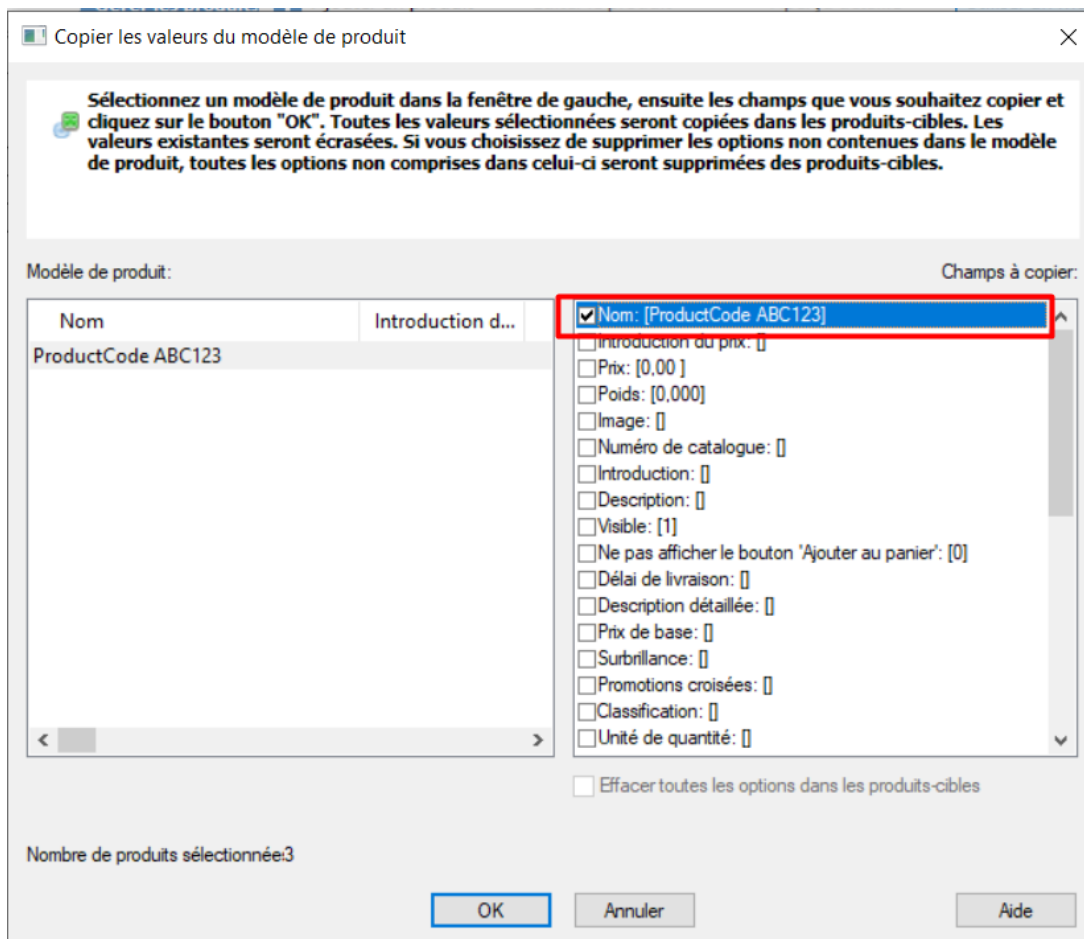 Copier les valeurs du modèle de produit
Sélectionnez un modèle de produit dans la fenêtre de gauche, ensuite les champs que vous souhaitez copier et
cliquez sur le bouton "OK". Toutes les valeurs sélectionnées seront copiées dans les produits-cibles. Les
valeurs existantes seront écrasées. Si vous choisissez de supprimer les options non contenues dans le modèle
de produit, toutes les options non comprises dans celui-ci seront supprimées des produits-cibles.
Modèle de produit:
Champs à copier:
Nom
Introduction d...
ProductCode ABC123
Nom: [ProductCode ABC123]
Introduction du prix: []
Prix: [0,00 ]
Poids: [0,000]
Image: []
Numéro de catalogue: []
Introduction: []
Description: []
Visible: [1]
Ne pas afficher le bouton 'Ajouter au panier': [0]
Délai de livraison: []
Description détaillée: []
Prix de base: []
Surbrillance: []
Promotions croisées: []
Classification: []
Unité de quantité: []
Effacer toutes les options dans les produits-cibles
Nombre de produits sélectionnée:3
OK
Annuler
Aide